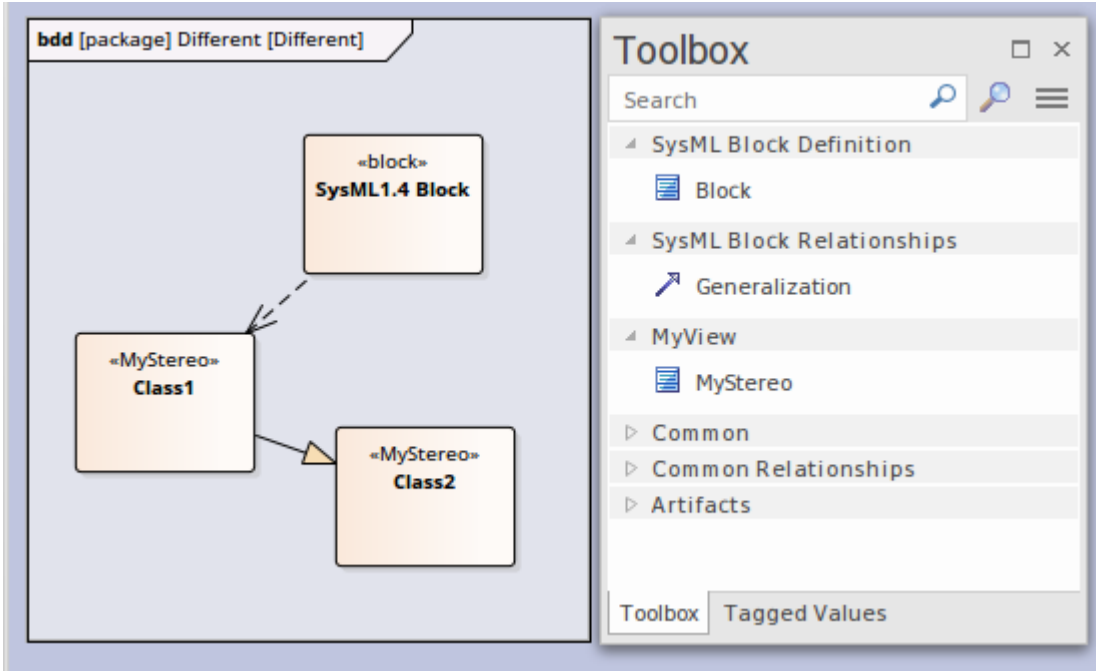 bdd [package] Different [Different]
«block»
SysML1.4 Block
«MyStereo»
Class1
«MyStereo»
Class2
Toolbox
Search
SysML Block Definition
Block
SysML Block Relationships
Generalization
MyView
MyStereo
Common
Common Relationships
Artifacts
Toolbox
Tagged Values